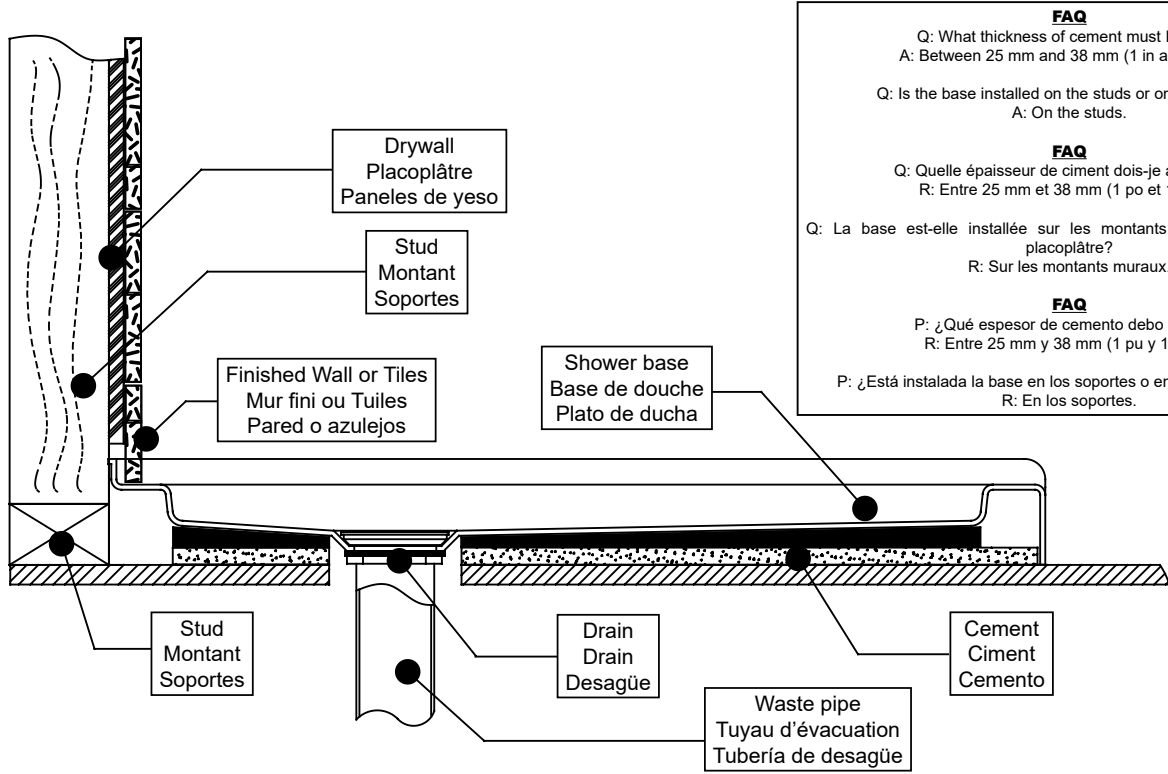 FAQ
Q: What thickness of cement must
A: Between 25 mm and 38 mm (1 in
Q: Is the base installed on the studs or
A: On the studs.
FAQ
Q: Quelle épaisseur de ciment dois-je
R: Entre 25 mm et 38 mm (1 po et
Q: La base est-elle installée sur les montants
placoplâtre?
R: Sur les montants muraux.
FAQ
P: ¿Qué espesor de cemento debo
R: Entre 25 mm y 38 mm (1 pu y
P: ¿Está instalada la base en los soportes o
R: En los soportes.
Drywall
Placoplâtre
Paneles de yeso
Stud
Montant
Soportes
Finished Wall or Tiles
Mur fini ou Tuiles
Pared o azulejos
Shower base
Base de douche
Plato de ducha
Stud
Montant
Soportes
Drain
Drain
Desagüe
Cement
Ciment
Cemento
Waste pipe
Tuyau d’évacuation
Tubería de desagüe